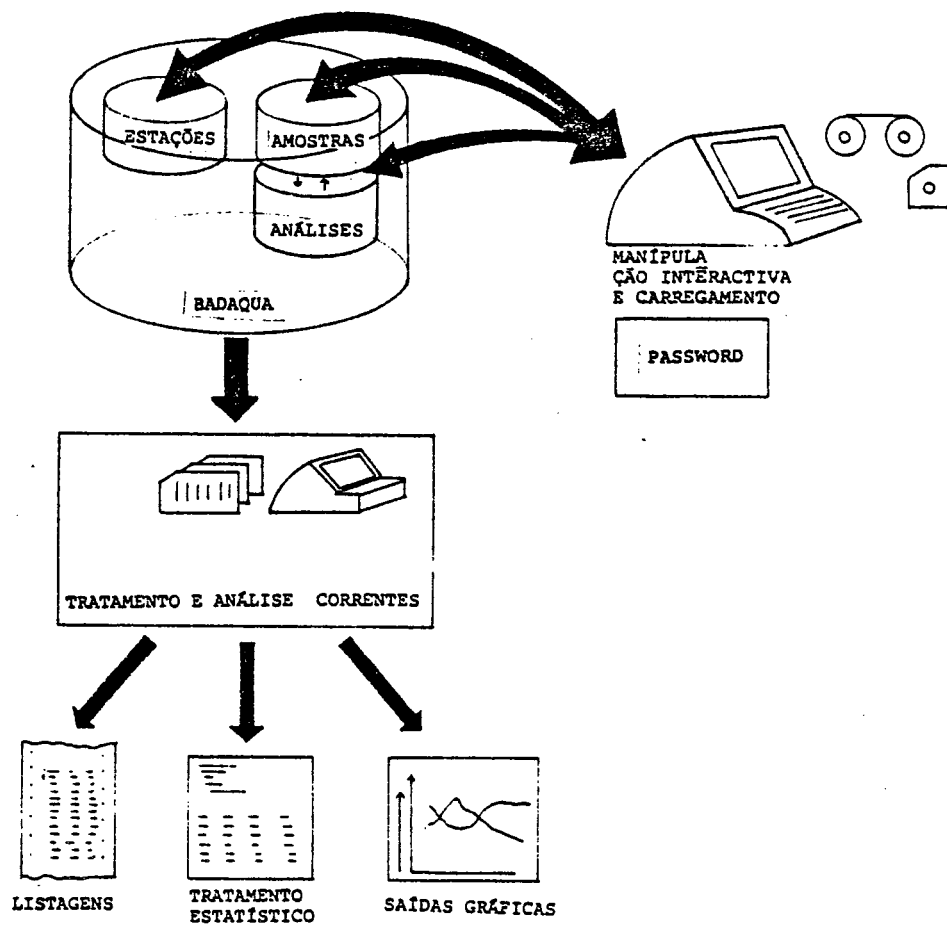 ESTAÇÕES
AMOSTRAS
ANÁLISES
BADAQUA
MANÍPULA
ÇÃO INTERACTIVA
E CARREGAMENTO
PASSWORD
TRATAMENTO E ANÁLISE CORRENTES
LISTAGENS
TRATAMENTO
ESTATÍSTICO
SAÍDAS GRÁFICAS